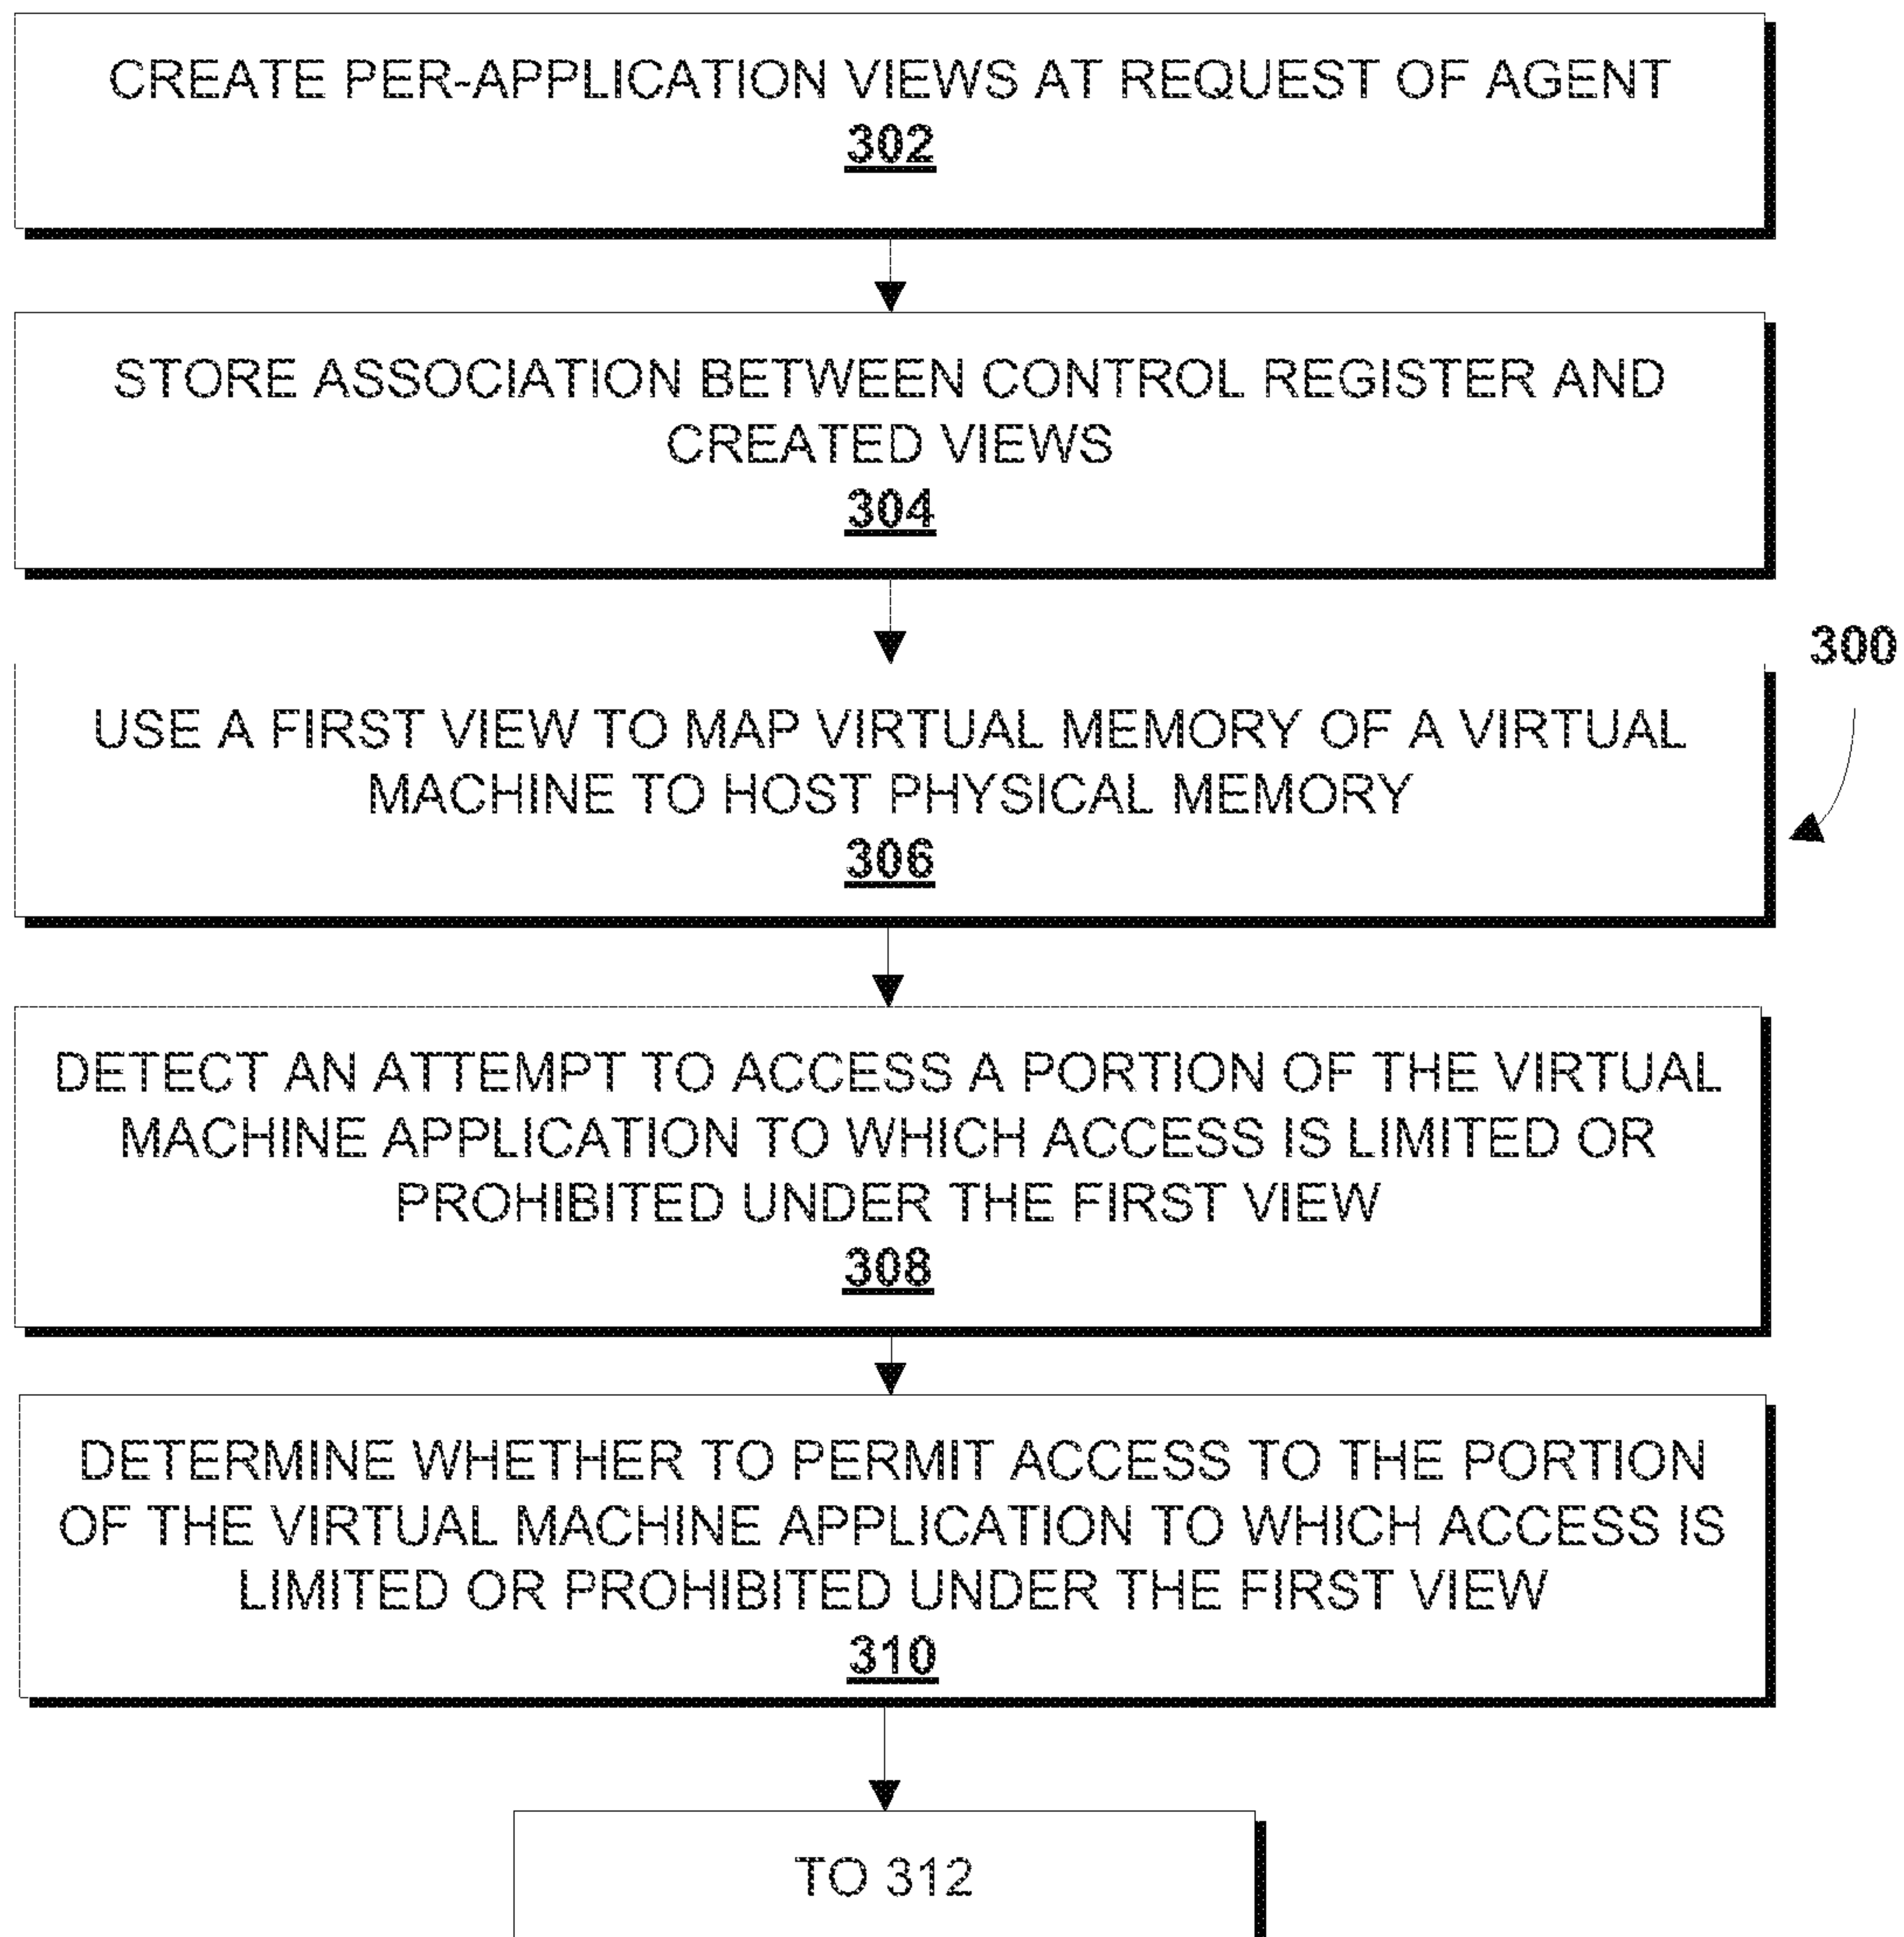 CREATE PER-APPLICATION VIEWS AT REQUEST OF AGENT
302
STORE ASSOCIATION BETWEEN CONTROL REGISTER AND
CREATED VIEWS
304
300
USE A FIRST VIEW TO MAP VIRTUAL MEMORY OF A VIRTUAL
MACHINE TO HOST PHYSICAL MEMORY
306
DETECT AN ATTEMPT TO ACCESS A PORTION OF THE VIRTUAL
MACHINE APPLICATION TO WHICH ACCESS IS LIMITED OR
PROHIBITED UNDER THE FIRST VIEW
308
DETERMINE WHETHER TO PERMIT ACCESS TO THE PORTION
OF THE VIRTUAL MACHINE APPLICATION TO WHICH ACCESS IS
LIMITED OR PROHIBITED UNDER THE FIRST VIEW
310
TO 312